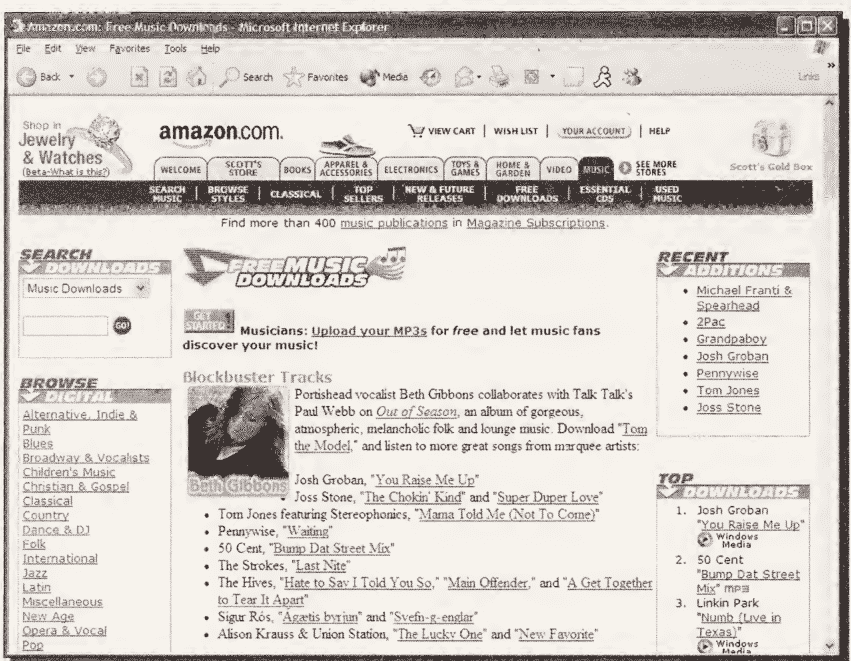 Amazon.com: Free Music Downloads - Microsoft Internet Explorer
File Edit View Favorites Tools Help
Back Search Favorites Media Links
Shop in
Jewelry
& Watches
(Beta-What is this?)
amazon.com.
VIEW CART | WISH LIST | YOUR ACCOUNT | HELP
Scott's Gold Box
WELCOME
SCOTT'S STORE
BOOKS
APPAREL & ACCESSORIES
ELECTRONICS
TOYS & GAMES
HOME & GARDEN
VIDEO
MUSIC
SEE MORE STORES
SEARCH MUSIC | BROWSE STYLES | CLASSICAL | TOP SELLERS | NEW & FUTURE RELEASES | FREE DOWNLOADS | ESSENTIAL CDS | USED MUSIC
Find more than 400 music publications in Magazine Subscriptions.
SEARCH
DOWNLOADS
Music Downloads
GO!
BROWSE
DIGITAL
Alternative, Indie &
Punk
Blues
Broadway & Vocalists
Children's Music
Christian & Gospel
Classical
Country
Dance & DJ
Folk
International
Jazz
Latin
Miscellaneous
New Age
Opera & Vocal
Pop
FREE MUSIC
DOWNLOADS
GET
STARTED
Musicians: Upload your MP3s for free and let music fans
discover your music!
Blockbuster Tracks
Beth Gibbons
Portishead vocalist Beth Gibbons collaborates with Talk Talk's
Paul Webb on Out of Season, an album of gorgeous,
atmospheric, melancholic folk and lounge music. Download "Tom
the Model," and listen to more great songs from marquee artists:
Josh Groban, "You Raise Me Up"
• Joss Stone, "The Chokin' Kind" and "Super Duper Love"
• Tom Jones featuring Stereophonics, "Mama Told Me (Not To Come)"
• Pennywise, "Waiting"
• 50 Cent, "Bump Dat Street Mix"
• The Strokes, "Last Nite"
• The Hives, "Hate to Say I Told You So," "Main Offender," and "A Get Together
to Tear It Apart"
• Sigur Rós, "Ágætis byrjun" and "Svefn-g-englar"
• Alison Krauss & Union Station, "The Lucky One" and "New Favorite"
RECENT
ADDITIONS
• Michael Franti &
Spearhead
• 2Pac
• Grandpaboy
• Josh Groban
• Pennywise
• Tom Jones
• Joss Stone
TOP
DOWNLOADS
1. Josh Groban
"You Raise Me Up"
Windows
Media
2. 50 Cent
"Bump Dat Street
Mix" mp3
3. Linkin Park
"Numb (Live in
Texas)"
Windows
Media